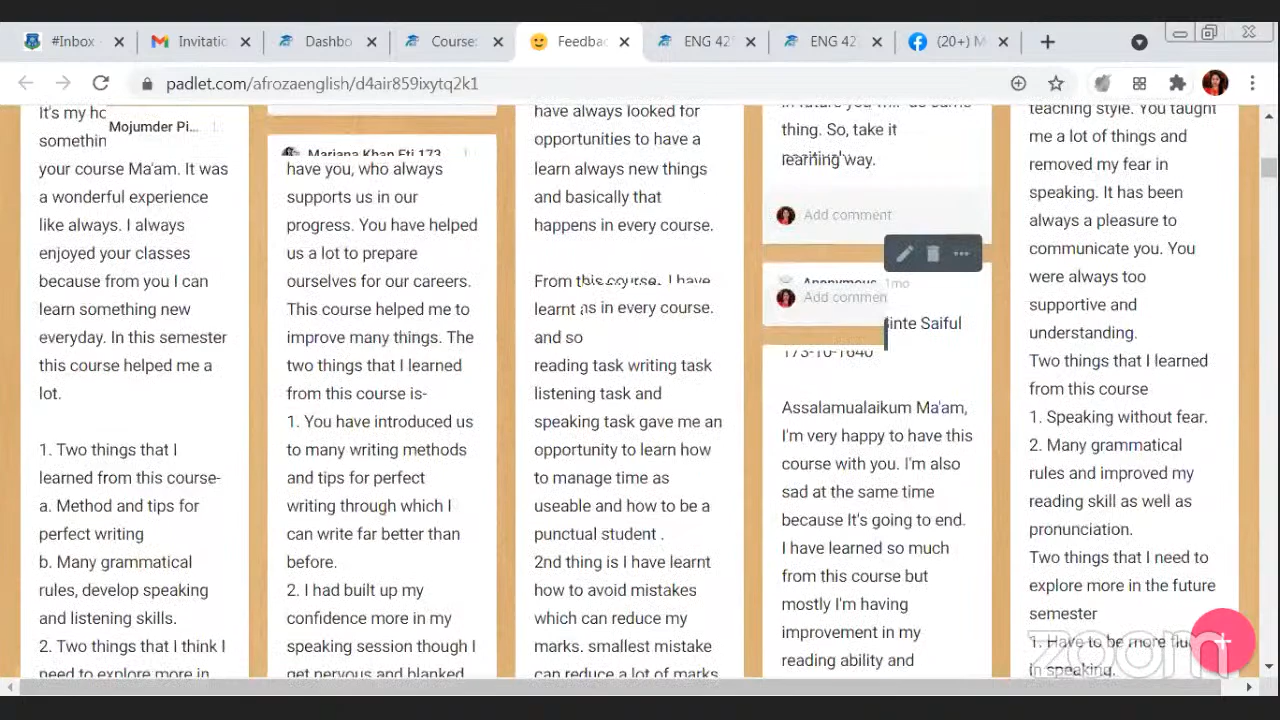 #Inbox
Invitatio
Dashbo
Course:
Feedbac
ENG 42
ENG 42
(20+) M
padlet.com/afrozaenglish/d4air859ixytq2k1
It's my ho
Mojumder Pi...
somethin
your course Ma'am. It was
a wonderful experience
like always. I always
enjoyed your classes
because from you I can
learn something new
everyday. In this semester
this course helped me a
lot.
1. Two things that I
learned from this course-
a. Method and tips for
perfect writing
b. Many grammatical
rules, develop speaking
and listening skills.
2. Two things that I think I
need to explore more in
Mariana Khan Eti 173
have you, who always
supports us in our
progress. You have helped
us a lot to prepare
ourselves for our careers.
This course helped me to
improve many things. The
two things that I learned
from this course is-
1. You have introduced us
to many writing methods
and tips for perfect
writing through which I
can write far better than
before.
2. I had built up my
confidence more in my
speaking session though I
get nervous and blanked
have always looked for
opportunities to have a
learn always new things
and basically that
happens in every course.
From this course, I have
learnt
as in every course.
and so
reading task writing task
listening task and
speaking task gave me an
opportunity to learn how
to manage time as
useable and how to be a
punctual student .
2nd thing is I have learnt
how to avoid mistakes
which can reduce my
marks. smallest mistake
can reduce a lot of marks
in future you
do same
thing. So, take it
learning way.
Add comment
Anonymous 1mo
Add commen
inte Saiful
173-10-1640
Assalamualaikum Ma'am,
I'm very happy to have this
course with you. I'm also
sad at the same time
because It's going to end.
I have learned so much
from this course but
mostly I'm having
improvement in my
reading ability and
teaching style. You taught
me a lot of things and
removed my fear in
speaking. It has been
always a pleasure to
communicate you. You
were always too
supportive and
understanding.
Two things that I learned
from this course
1. Speaking without fear.
2. Many grammatical
rules and improved my
reading skill as well as
pronunciation.
Two things that I need to
explore more in the future
semester
1. Have to be more flu
in speaking.
zoom